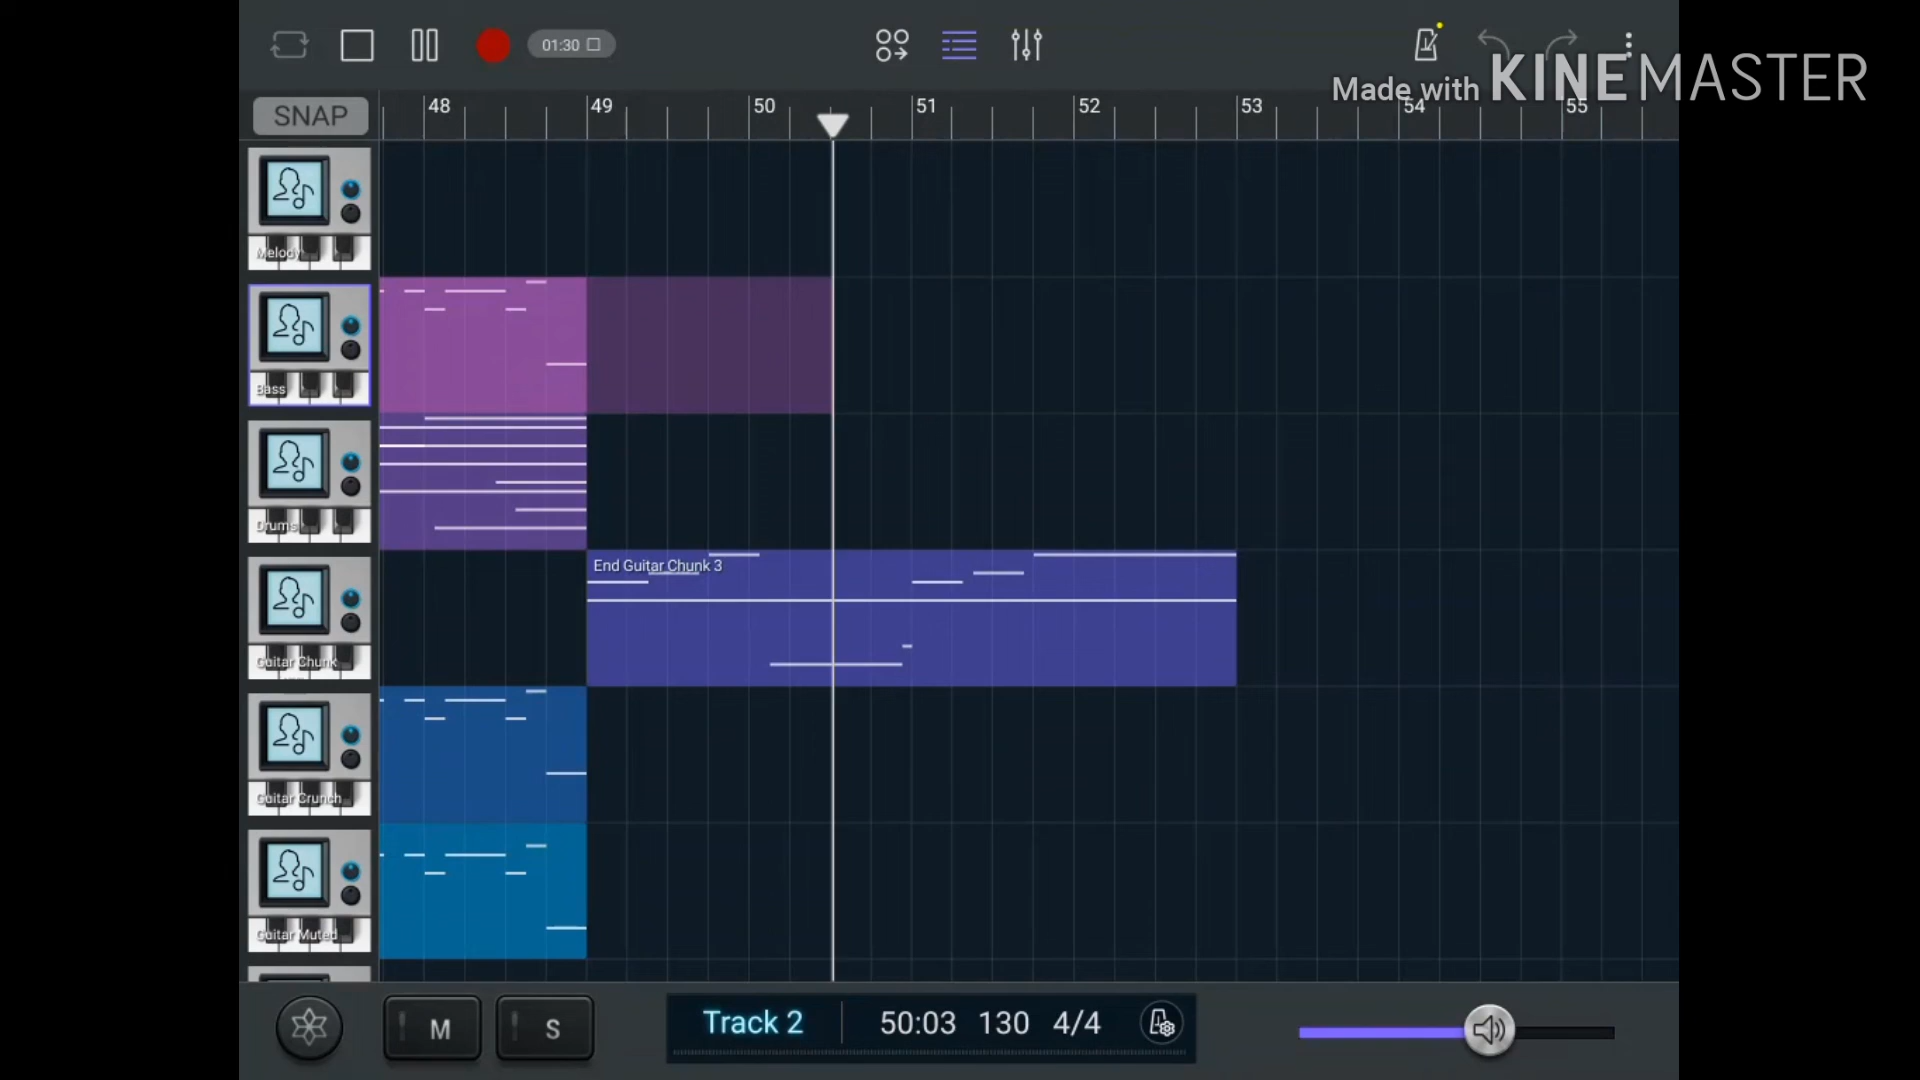 01:30
Made with KINEMASTER
SNAP
48 49 50 51 52 53 54 55
Melody
Bass
Drums
End Guitar Chunk 3
Guitar Chunk
Guitar Crunch
Guitar Muted
M S Track 2 50:03 130 4/4